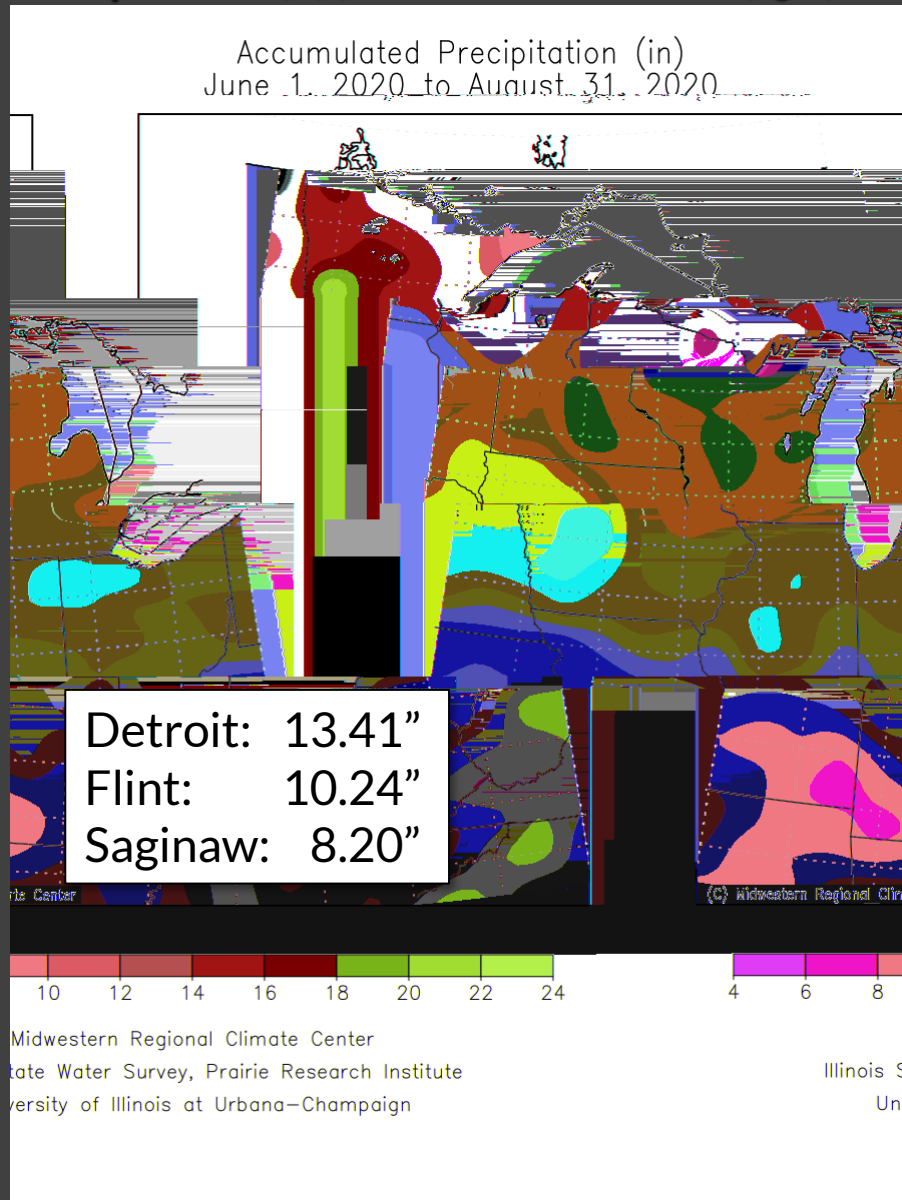 Accumulated Precipitation (in)
June 1, 2020 to August 31, 2020
Detroit: 13.41”
Flint: 10.24”
Saginaw: 8.20”
Center
(C) Midwestern Regional
10 12 14 16 18 20 22 24
4 6 8
Midwestern Regional Climate Center
Water Survey, Prairie Research Institute
of Illinois at Urbana-Champaign
Illinois